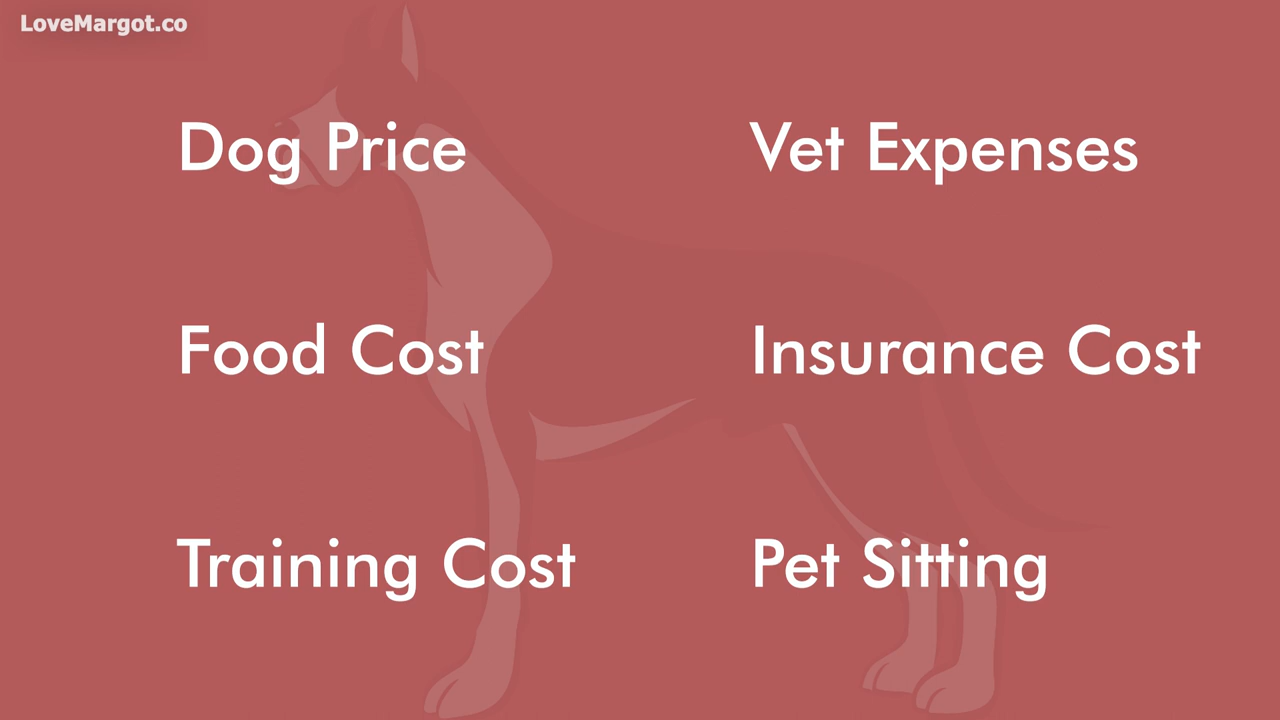 LoveMargot.co
Dog Price
Vet Expenses
Food Cost
Insurance Cost
Training Cost
Pet Sitting